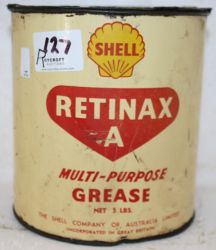 127
SHELL
RETINAX
A
MULTI-PURPOSE
GREASE
NET 5 LBS.
THE SHELL COMPANY OF AUSTRALIA LIMITED
INCORPORATED IN GREAT BRITAIN